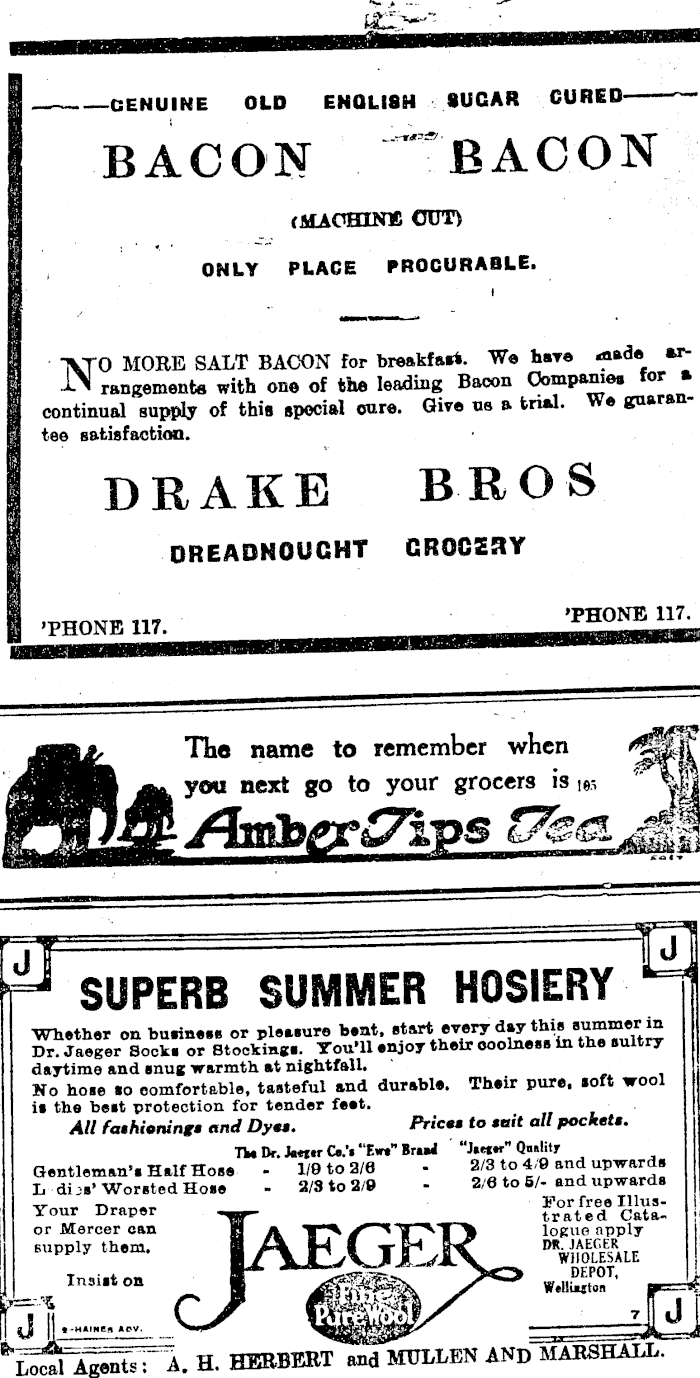 GENUINE OLD ENGLISH SUGAR CURED
BACON BACON
(MACHINE CUT)
ONLY PLACE PROCURABLE.
NO MORE SALT BACON for breakfast. We have made ar-
rangements with one of the leading Bacon Companies for a
continual supply of this special cure. Give us a trial. We guaran-
tee satisfaction.
DRAKE BROS
DREADNOUGHT GROCERY
'PHONE 117. 'PHONE 117.
The name to remember when
you next go to your grocers is 105
AmberTips Tea
J J
SUPERB SUMMER HOSIERY
Whether on business or pleasure bent, start every day this summer in
Dr. Jaeger Socks or Stockings. You'll enjoy their coolness in the sultry
daytime and snug warmth at nightfall.
No hose so comfortable, tasteful and durable. Their pure, soft wool
is the best protection for tender feet.
All fashionings and Dyes. Prices to suit all pockets.
The Dr. Jaeger Co.'s "Ewe" Brand "Jaeger" Quality
Gentleman's Half Hose - 1/9 to 2/6 - 2/3 to 4/9 and upwards
Ladies' Worsted Hose - 2/3 to 2/9 - 2/6 to 5/- and upwards
Your Draper
or Mercer can
supply them.
Insist on
JAEGER
Fine
Pure Wool
For free Illus-
trated Cata-
logue apply
DR. JAEGER
WHOLESALE
DEPOT,
Wellington
J 2-HAINES ADV. 7 J
Local Agents: A. H. HERBERT and MULLEN AND MARSHALL.